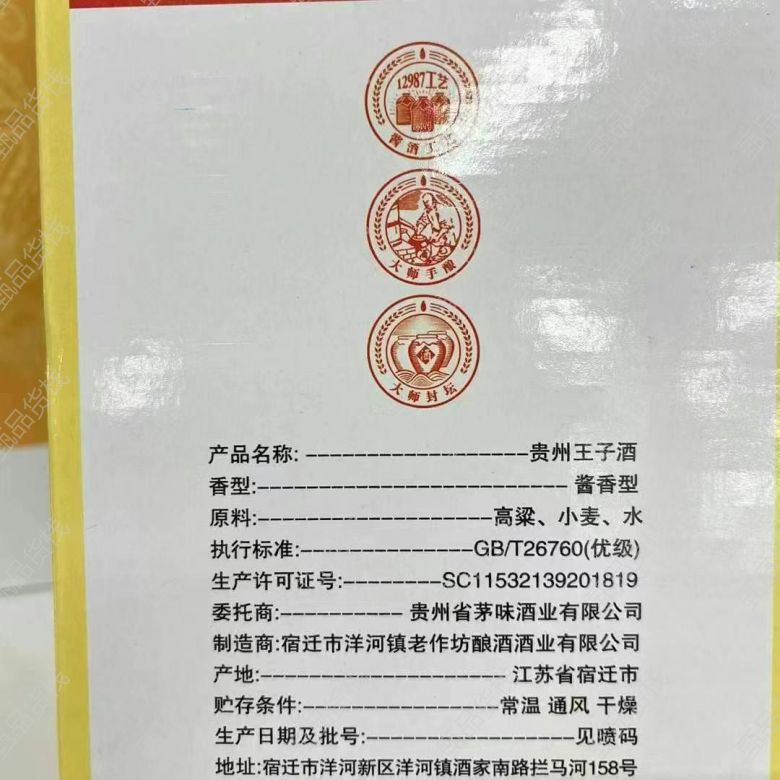 12987工艺
酱酒工艺
大师手酿
大师封坛
酒
产品名称:-------------------贵州王子酒
香型:--------------------------酱香型
原料:--------------------高粱、小麦、水
执行标准:---------------GB/T26760(优级)
生产许可证号:--------SC11532139201819
委托商:---------- 贵州省茅味酒业有限公司
制造商:宿迁市洋河镇老作坊酿酒酒业有限公司
产地:--------------------江苏省宿迁市
贮存条件:----------------常温 通风 干燥
生产日期及批号:-----------------见喷码
地址:宿迁市洋河新区洋河镇酒家南路拦马河158号
甄品货栈